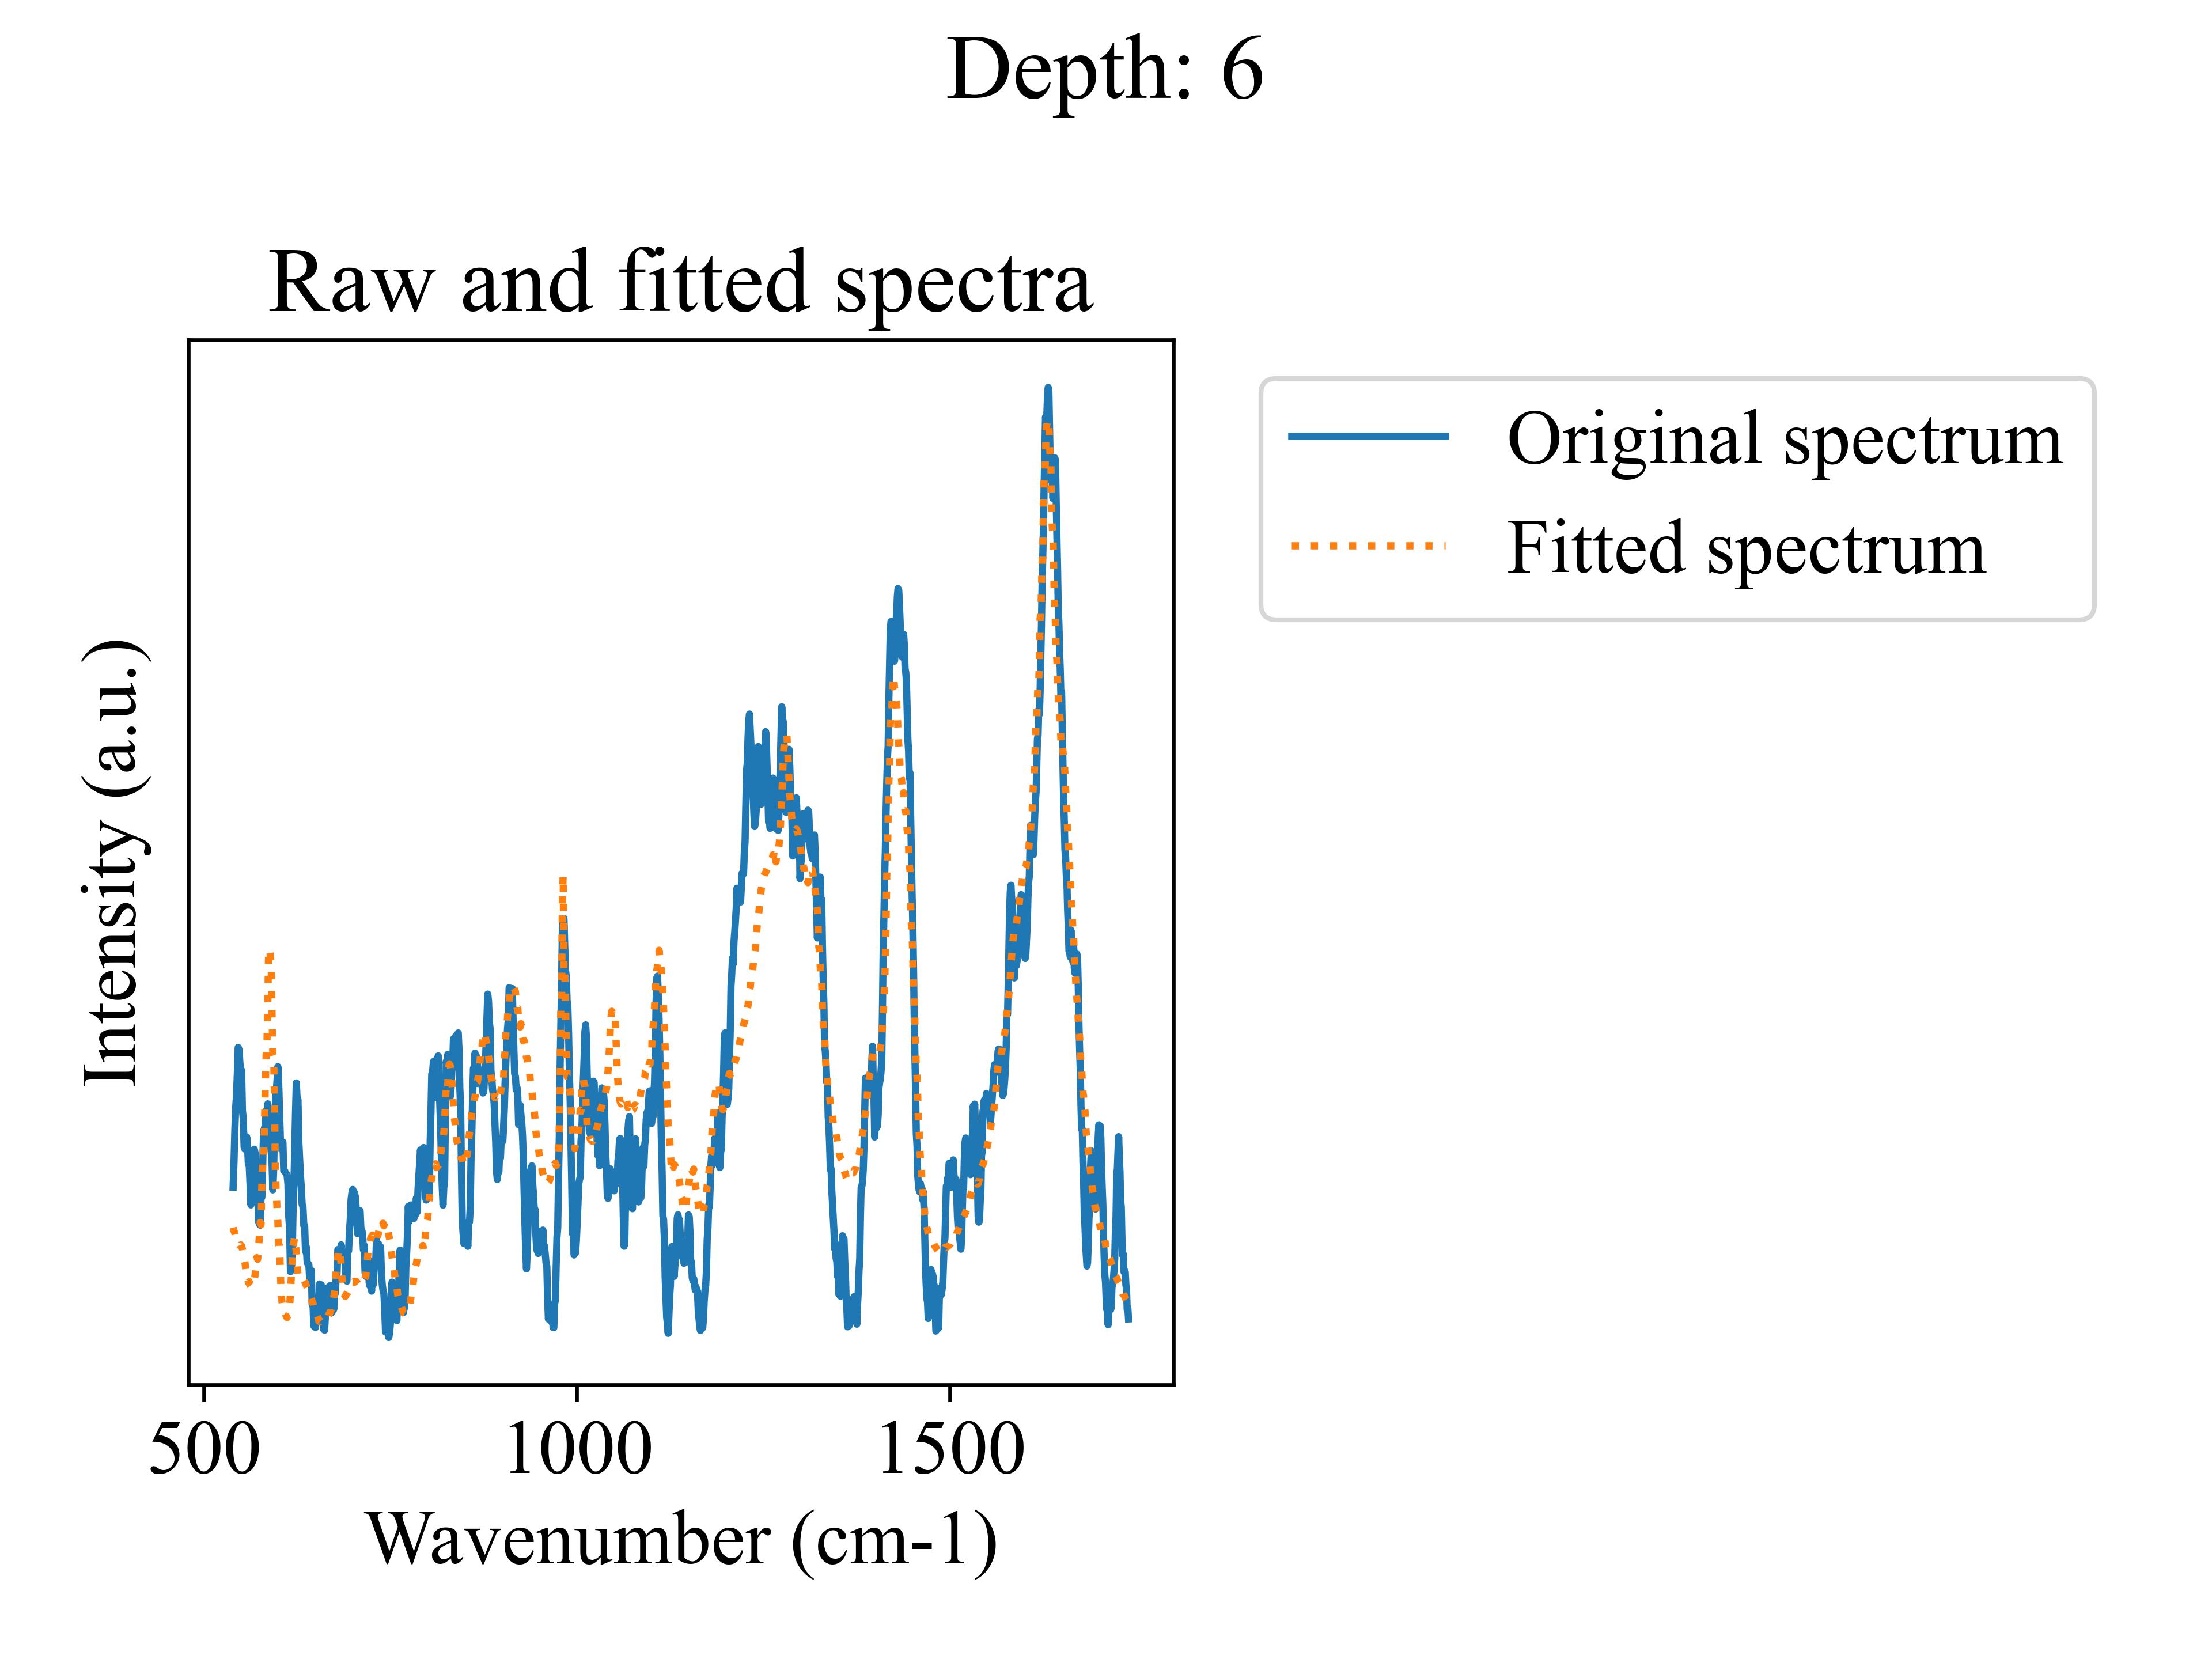 Depth: 6
Raw and fitted spectra
Original spectrum
Fitted spectrum
Intensity (a.u.)
500 1000 1500
Wavenumber (cm-1)